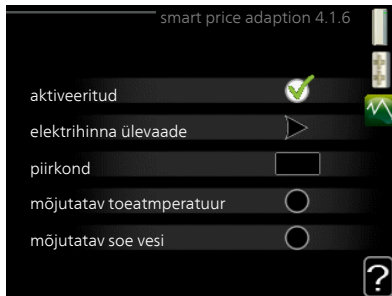 smart price adaption 4.1.6
aktiveeritud
elektrihinna ülevaade
piirkond
mõjutatav toeatmperatuur
mõjutatav soe vesi
?